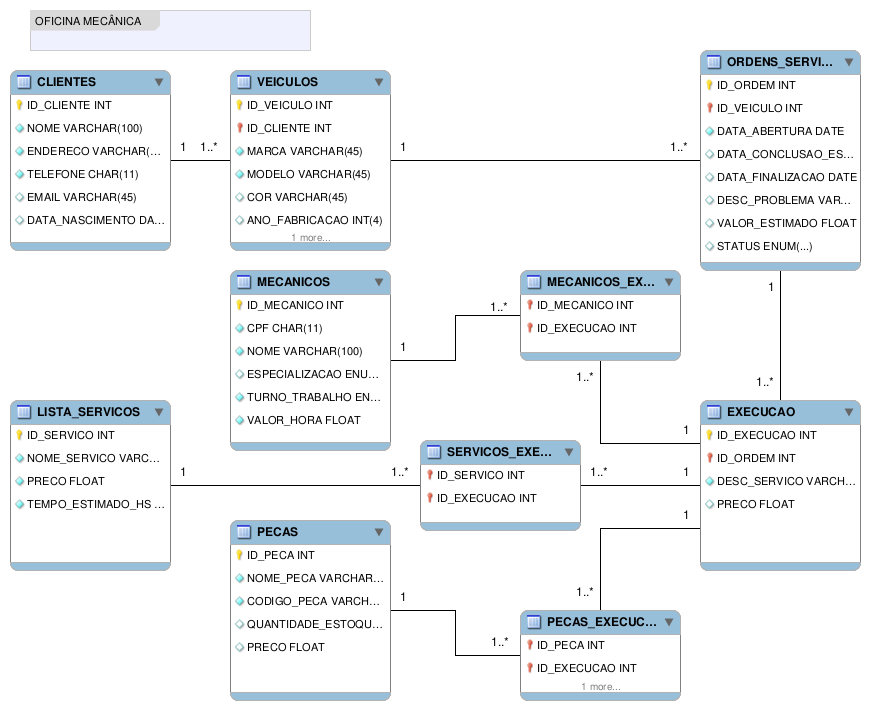 OFICINA MECÂNICA
CLIENTES
ID_CLIENTE INT
NOME VARCHAR(100)
ENDERECO VARCHAR(...
TELEFONE CHAR(11)
EMAIL VARCHAR(45)
DATA_NASCIMENTO DA...
1
1..*
VEICULOS
ID_VEICULO INT
ID_CLIENTE INT
MARCA VARCHAR(45)
MODELO VARCHAR(45)
COR VARCHAR(45)
ANO_FABRICACAO INT(4)
1 more...
1
1..*
ORDENS_SERVI...
ID_ORDEM INT
ID_VEICULO INT
DATA_ABERTURA DATE
DATA_CONCLUSAO_ES...
DATA_FINALIZACAO DATE
DESC_PROBLEMA VAR...
VALOR_ESTIMADO FLOAT
STATUS ENUM(...)
1
1..*
MECANICOS
ID_MECANICO INT
CPF CHAR(11)
NOME VARCHAR(100)
ESPECIALIZACAO ENU...
TURNO_TRABALHO EN...
VALOR_HORA FLOAT
1
1..*
MECANICOS_EX...
ID_MECANICO INT
ID_EXECUCAO INT
1..*
1
LISTA_SERVICOS
ID_SERVICO INT
NOME_SERVICO VARC...
PRECO FLOAT
TEMPO_ESTIMADO_HS ...
1
1..*
SERVICOS_EXE...
ID_SERVICO INT
ID_EXECUCAO INT
1..*
1
EXECUCAO
ID_EXECUCAO INT
ID_ORDEM INT
DESC_SERVICO VARCH...
PRECO FLOAT
1
1..*
PECAS
ID_PECA INT
NOME_PECA VARCHAR...
CODIGO_PECA VARCH...
QUANTIDADE_ESTOQU...
PRECO FLOAT
1
1..*
PECAS_EXECUC...
ID_PECA INT
ID_EXECUCAO INT
1 more...